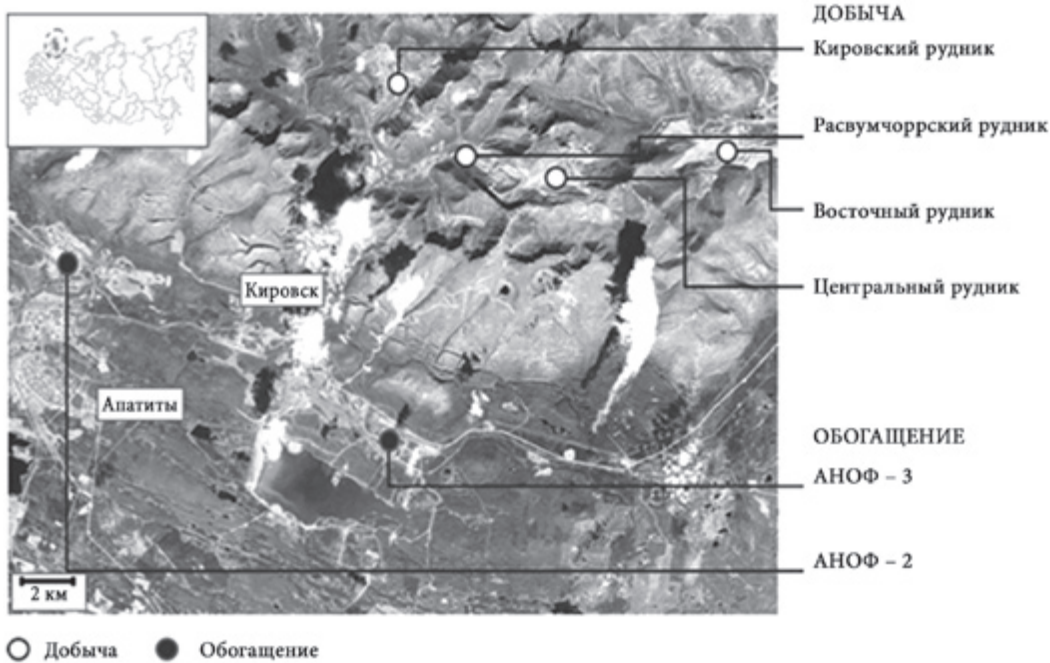 ДОБЫЧА
Кировский рудник
Расвумчоррский рудник
Восточный рудник
Центральный рудник
Кировск
Апатиты
ОБОГАЩЕНИЕ
АНОФ – 3
АНОФ – 2
2 км
Добыча
Обогащение